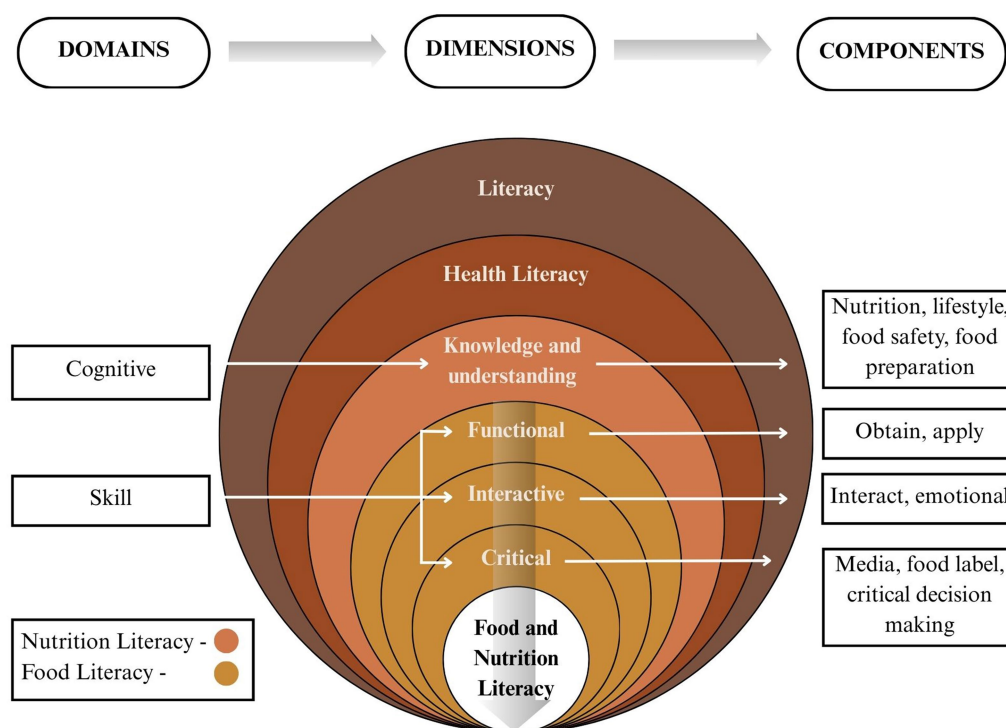 DOMAINS
DIMENSIONS
COMPONENTS
Literacy
Health Literacy
Cognitive
Knowledge and
understanding
Nutrition, lifestyle,
food safety, food
preparation
Functional
Obtain, apply
Skill
Interactive
Interact, emotional
Critical
Media, food label,
critical decision
making
Nutrition Literacy -
Food Literacy -
Food and
Nutrition
Literacy